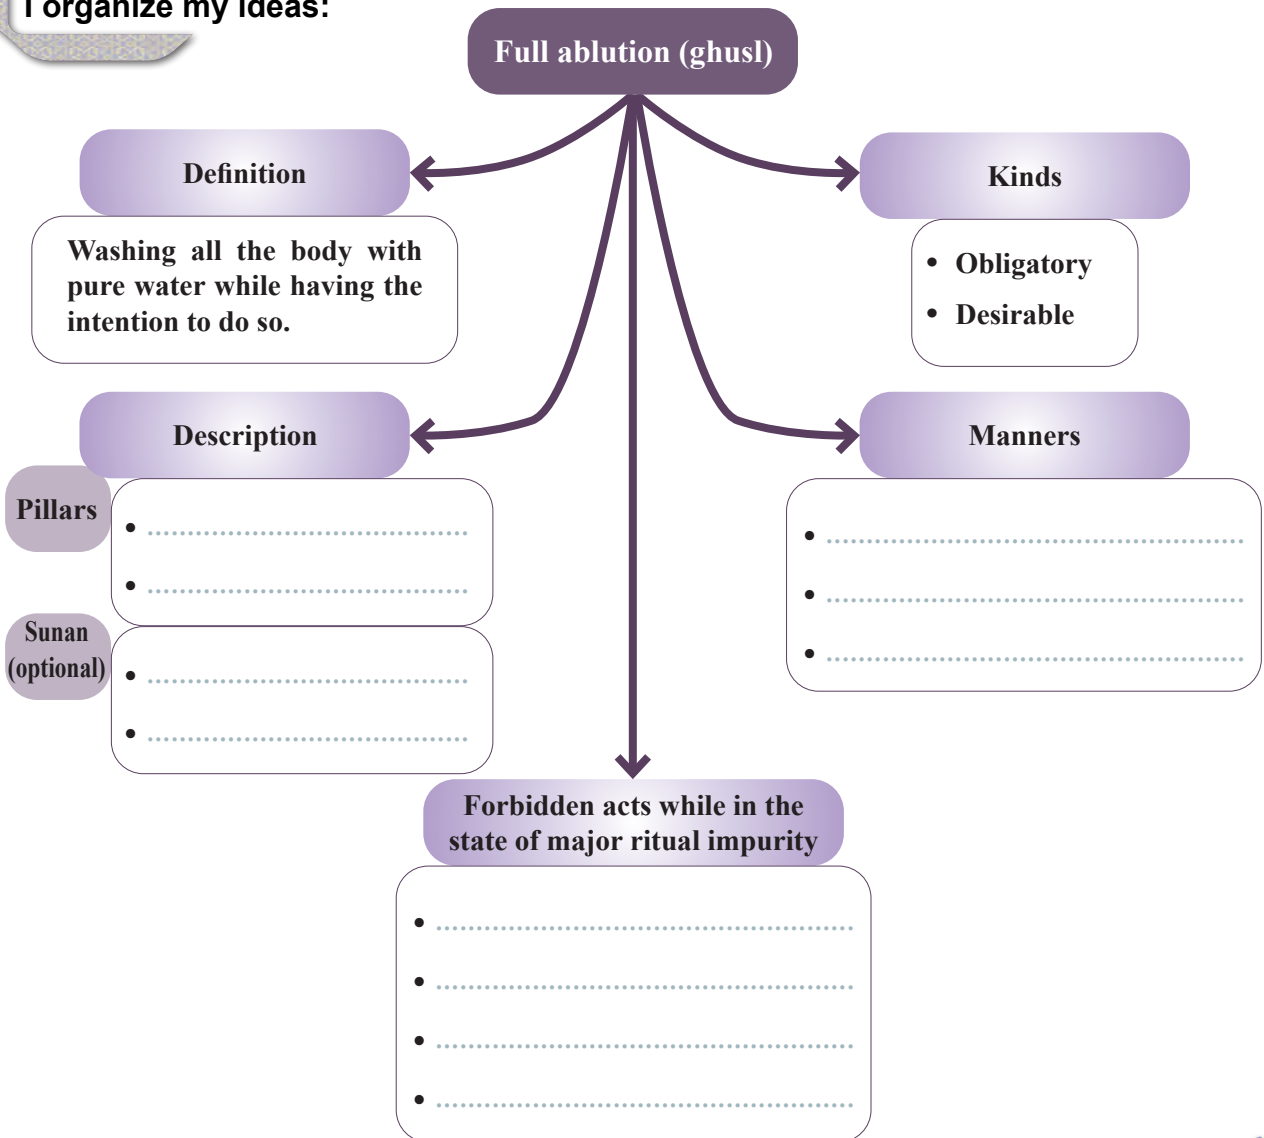 I organize my ideas:
Full ablution (ghusl)
Definition
Washing all the body with
pure water while having the
intention to do so.
Kinds
• Obligatory
• Desirable
Description
Pillars
• ........................................
• ........................................
Sunan
(optional)
• ........................................
• ........................................
Manners
• ....................................................
• ....................................................
• ....................................................
Forbidden acts while in the
state of major ritual impurity
• ....................................................
• ....................................................
• ....................................................
• ....................................................